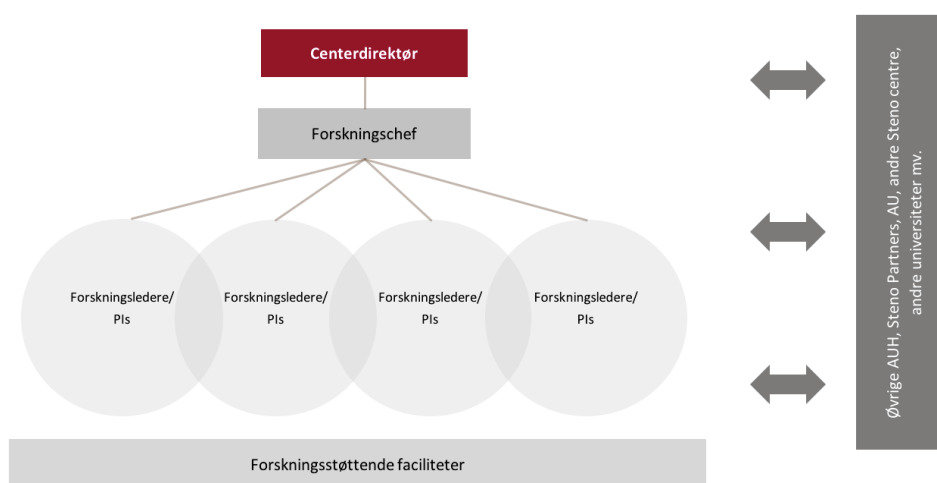 Centerdirektør
Forskningschef
Forskningsledere/
PIs
Forskningsledere/
PIs
Forskningsledere/
PIs
Forskningsledere/
PIs
Forskningsstøttende faciliteter
Øvrige AUH, Steno Partners, AU, andre Steno centre,
andre universiteter mv.